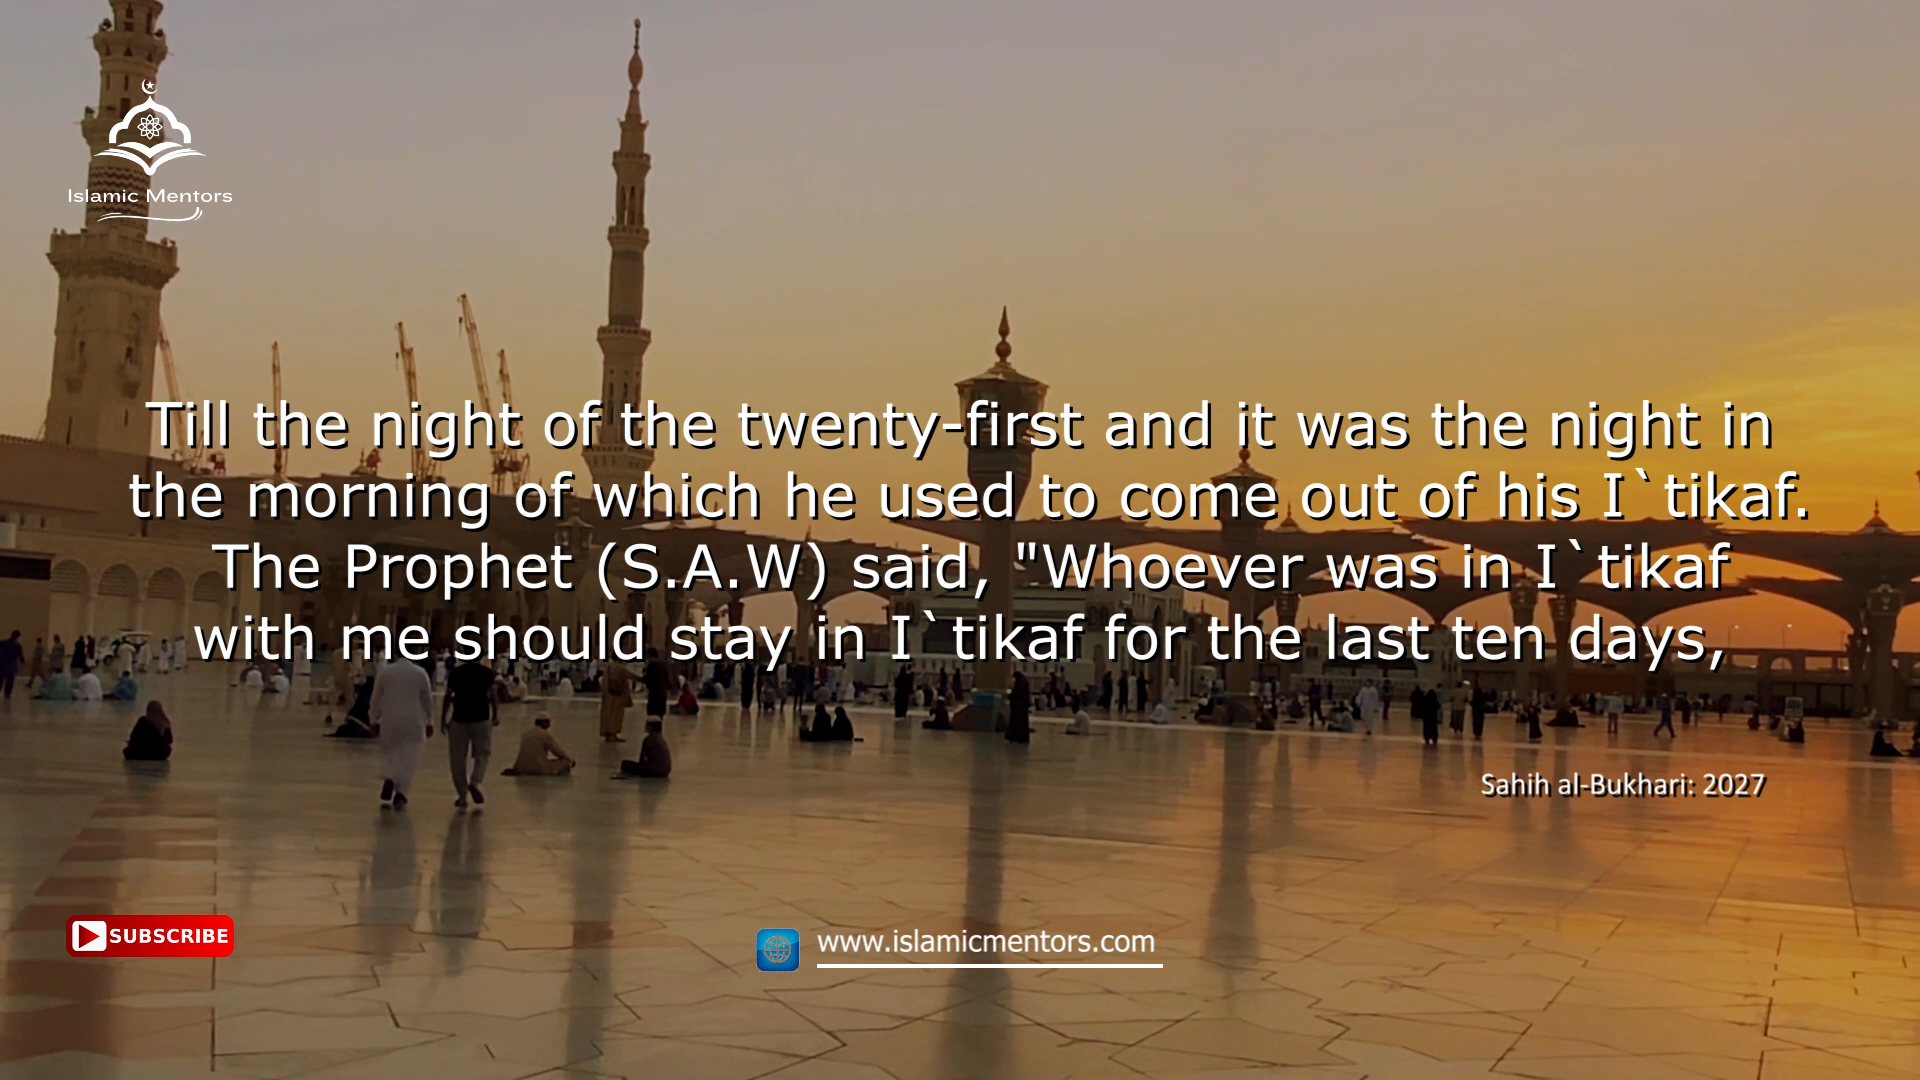 Islamic Mentors
Till the night of the twenty-first and it was the night in
the morning of which he used to come out of his I`tikaf.
The Prophet (S.A.W) said, "Whoever was in I`tikaf
with me should stay in I`tikaf for the last ten days,
Sahih al-Bukhari: 2027
SUBSCRIBE
www.islamicmentors.com